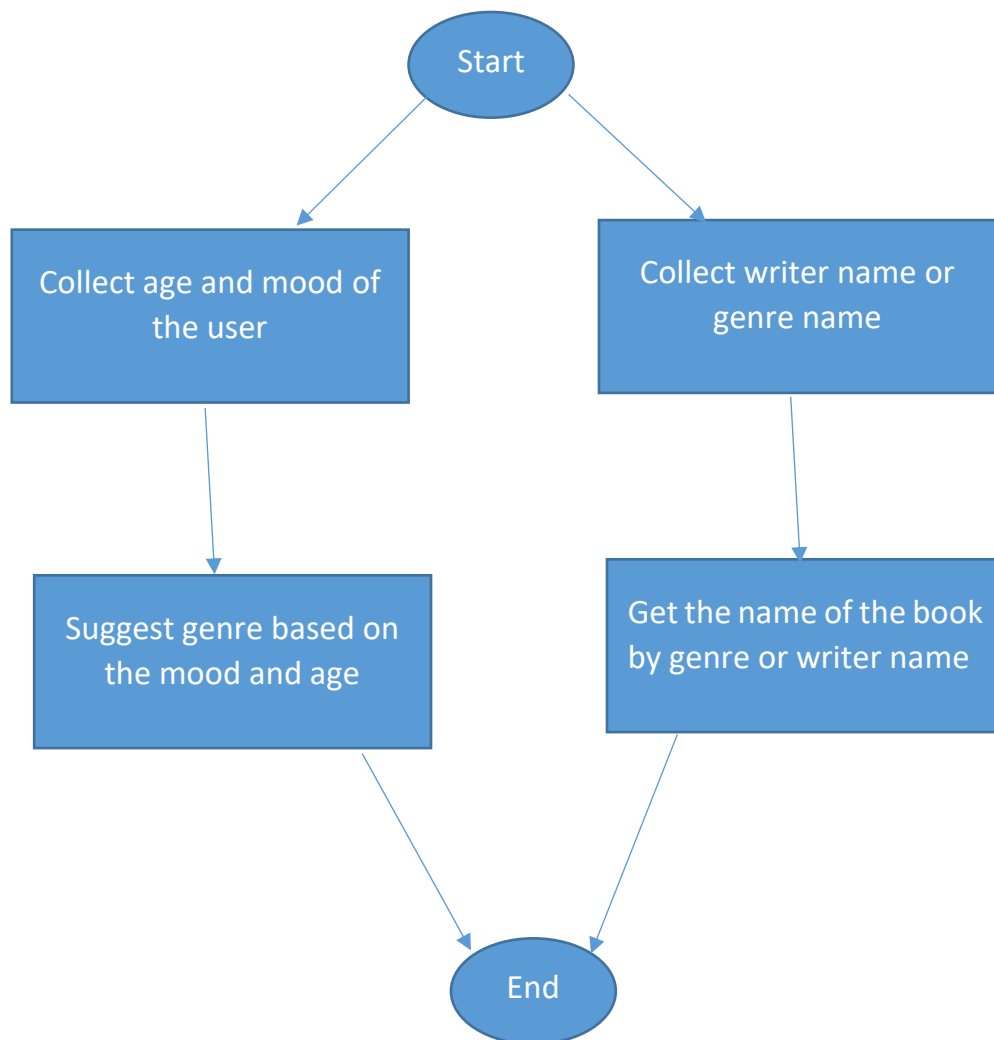 Start
Collect age and mood of
the user
Collect writer name or
genre name
Suggest genre based on
the mood and age
Get the name of the book
by genre or writer name
End